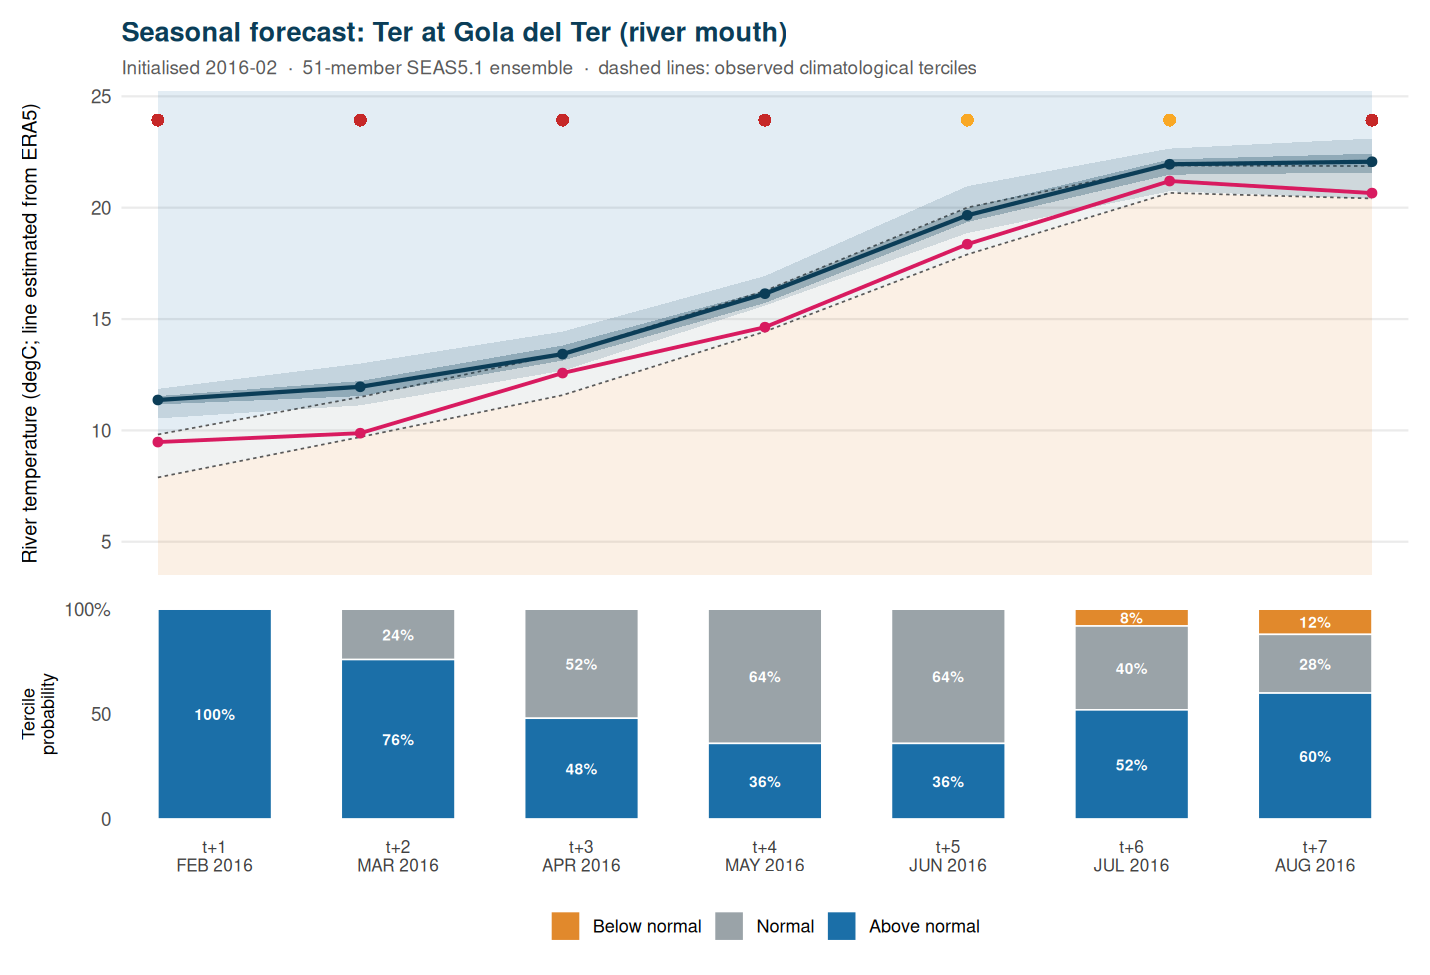 Seasonal forecast: Ter at Gola del Ter (river mouth)
Initialised 2016-02 · 51-member SEAS5.1 ensemble · dashed lines: observed climatological terciles
River temperature (degC; line estimated from ERA5)
25
20
15
10
5
Tercile
probability
100%
50
0
100%
24%
76%
52%
48%
64%
36%
64%
36%
8%
40%
52%
12%
28%
60%
t+1
FEB 2016
t+2
MAR 2016
t+3
APR 2016
t+4
MAY 2016
t+5
JUN 2016
t+6
JUL 2016
t+7
AUG 2016
Below normal
Normal
Above normal